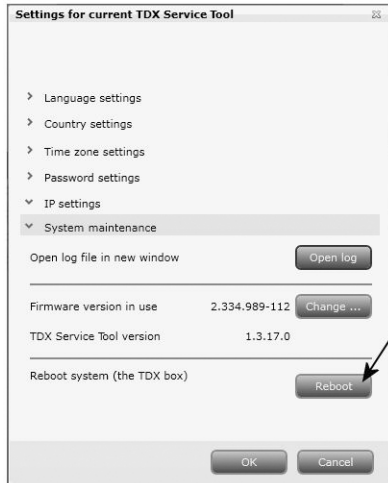 Settings for current TDX Service Tool
Language settings
Country settings
Time zone settings
Password settings
IP settings
System maintenance
Open log file in new window Open log
Firmware version in use 2.334.989-112 Change ...
TDX Service Tool version 1.3.17.0
Reboot system (the TDX box) Reboot
OK Cancel